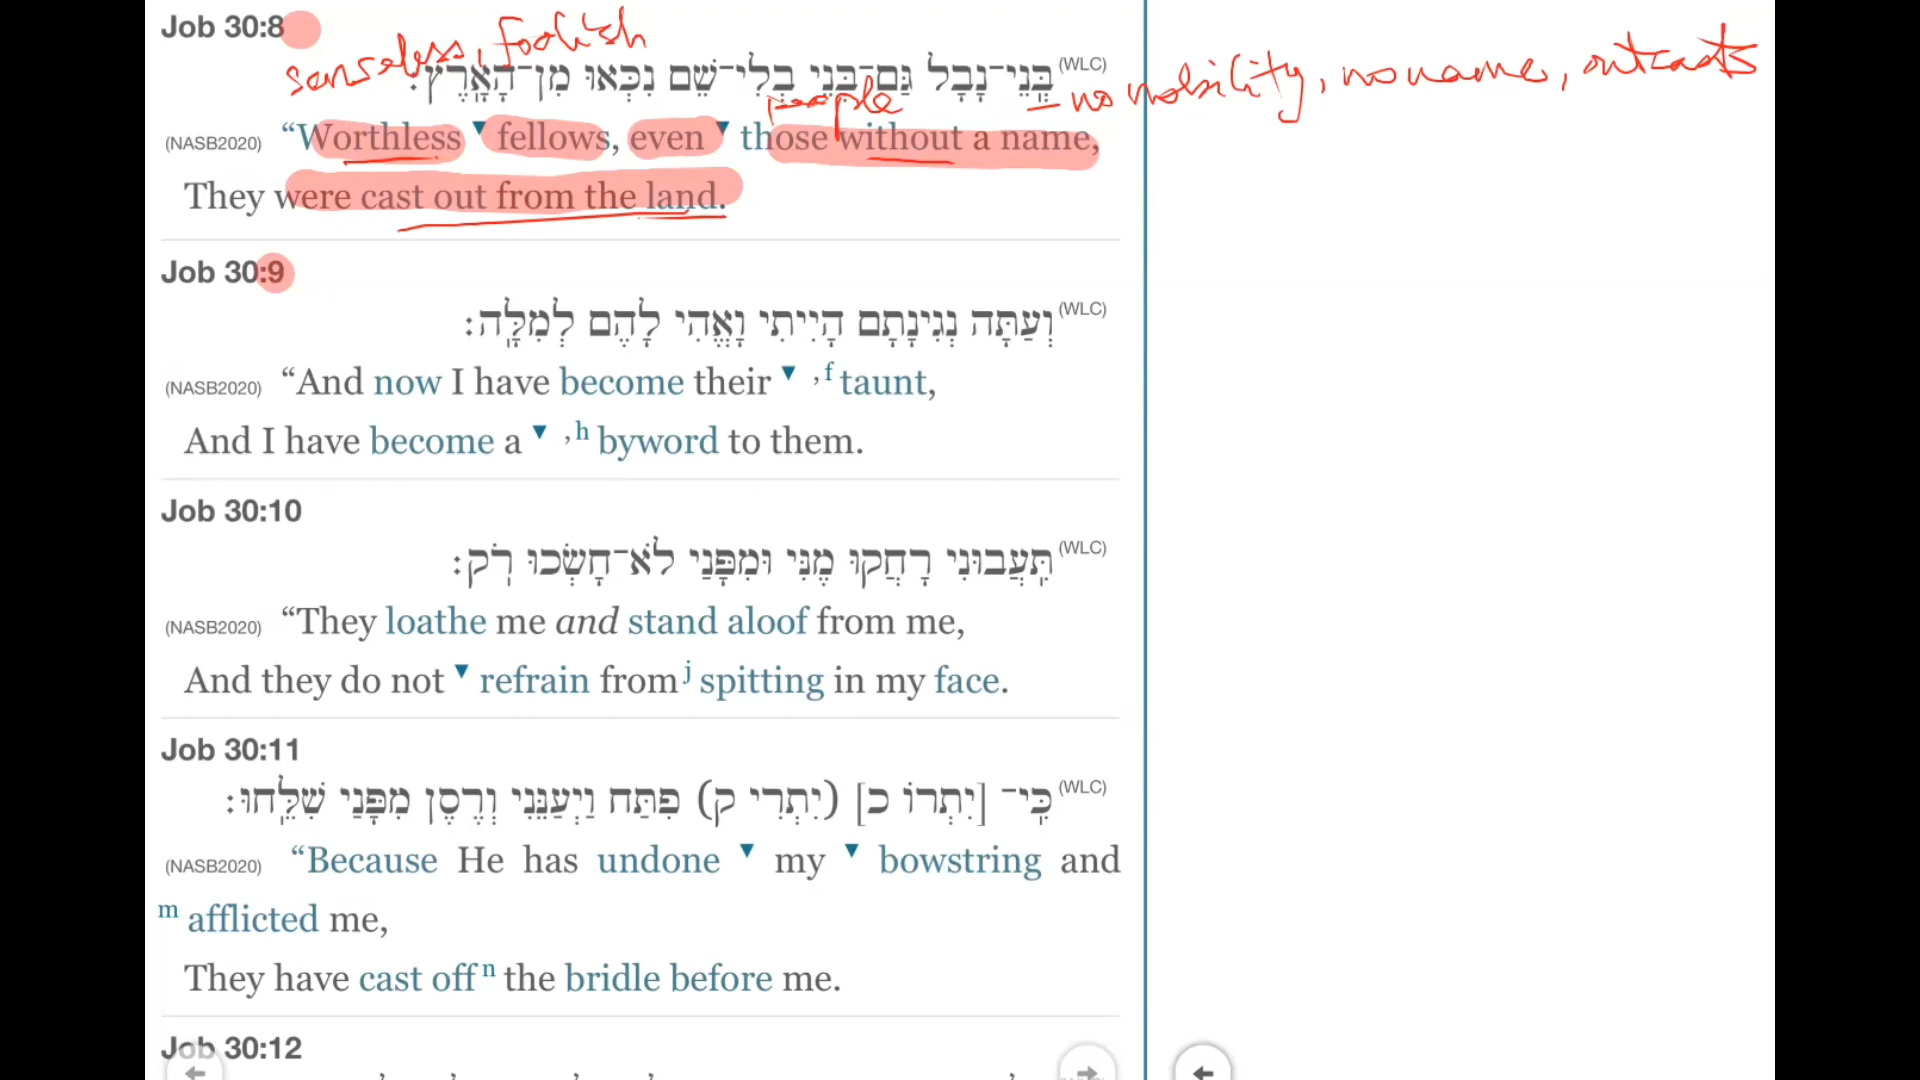 Job 30:8
senseless, foolish
בְּֽנֵי־נָ֭בָל גַּם־בְּנֵ֣י בְלִי־שֵׁ֑ם נִ֝כְּא֗וּ מִן־הָאָֽרֶץ׃ (WLC)
people
– no nobility, no name, outcasts
(NASB2020) “Worthless fellows, even those without a name,
They were cast out from the land.
Job 30:9
וְ֭עַתָּה נְגִינָתָ֣ם הָיִ֑יתִי וָאֱהִ֖י לָהֶ֣ם לְמִלָּֽה׃ (WLC)
(NASB2020) “And now I have become their ,f taunt,
And I have become a ,h byword to them.
Job 30:10
תִּֽ֭עֲבוּנִי רָ֣חֲקוּ מֶ֑נִּי וּ֝מִפָּנַ֗י לֹא־חָ֥שְׂכוּ רֹֽק׃ (WLC)
(NASB2020) “They loathe me and stand aloof from me,
And they do not refrain from j spitting in my face.
Job 30:11
כִּֽי־ [יִתְרוֹ כ] (יִתְרִ֣י ק) פִ֭תַּח וַיְעַנֵּ֑נִי וְ֝רֶ֗סֶן מִפָּנַ֥י שִׁלֵּֽחוּ׃ (WLC)
(NASB2020) “Because He has undone my bowstring and
m afflicted me,
They have cast off n the bridle before me.
Job 30:12